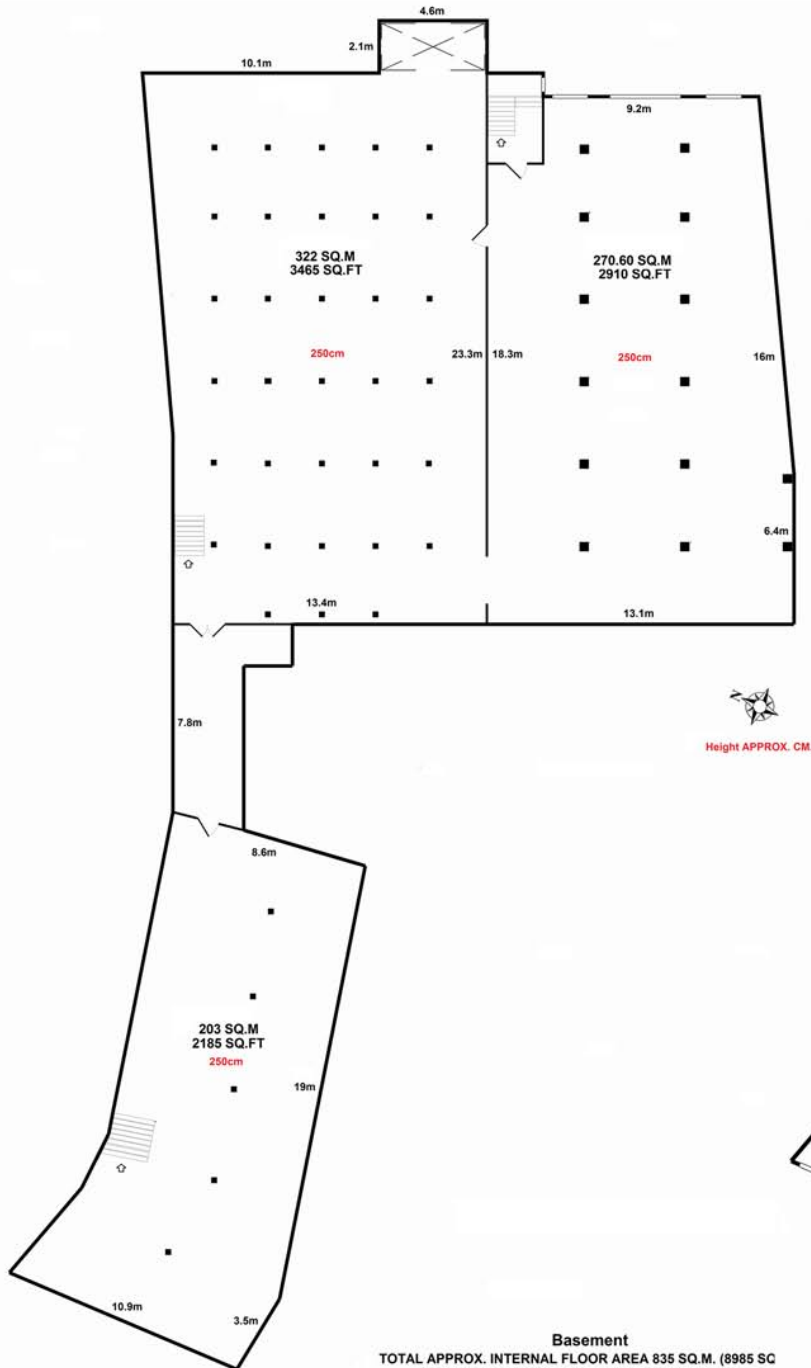 4.6m
2.1m
10.1m
9.2m
322 SQ.M
3465 SQ.FT
270.60 SQ.M
2910 SQ.FT
250cm
23.3m
18.3m
250cm
16m
6.4m
13.4m
13.1m
7.8m
N
Height APPROX. CM
8.6m
203 SQ.M
2185 SQ.FT
250cm
19m
10.9m
3.5m
Basement
TOTAL APPROX. INTERNAL FLOOR AREA 835 SQ.M. (8985 SQ